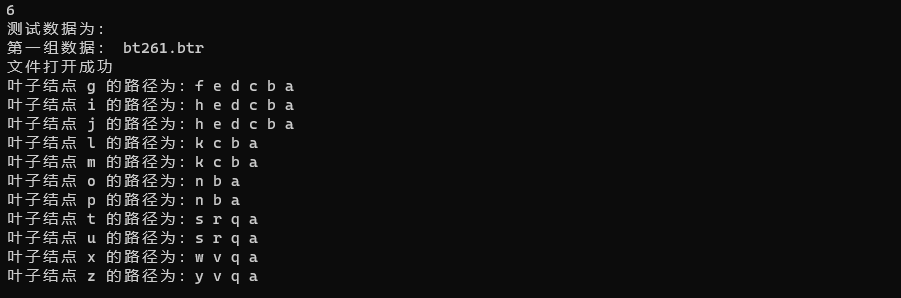 6
测试数据为:
第一组数据: bt261.btr
文件打开成功
叶子结点 g 的路径为: f e d c b a
叶子结点 i 的路径为: h e d c b a
叶子结点 j 的路径为: h e d c b a
叶子结点 l 的路径为: k c b a
叶子结点 m 的路径为: k c b a
叶子结点 o 的路径为: n b a
叶子结点 p 的路径为: n b a
叶子结点 t 的路径为: s r q a
叶子结点 u 的路径为: s r q a
叶子结点 x 的路径为: w v q a
叶子结点 z 的路径为: y v q a